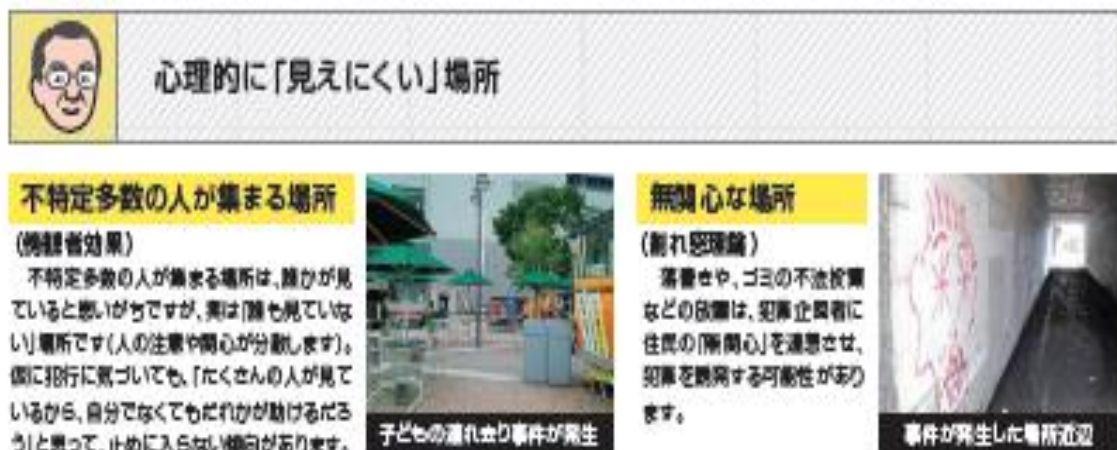 心理的に「見えにくい」場所
不特定多数の人が集まる場所
(傍観者効果)
不特定多数の人が集まる場所は、誰かが見
ていると思いがちですが、実は「誰も見ていな
い」場所です(人の注意や関心が分散します)。
仮に犯行に気づいても、「たくさんの人が見て
いるから、自分でなくてもだれかが助けるだろ
う」と思って、止めに入らない傾向があります。
子どもの連れ去り事件が発生
無関心な場所
(割れ窓理論)
落書きや、ゴミの不法投棄
などの放置は、犯罪企図者に
住民の「無関心」を連想させ、
犯罪を誘発する可能性があり
ます。
事件が発生した場所近辺